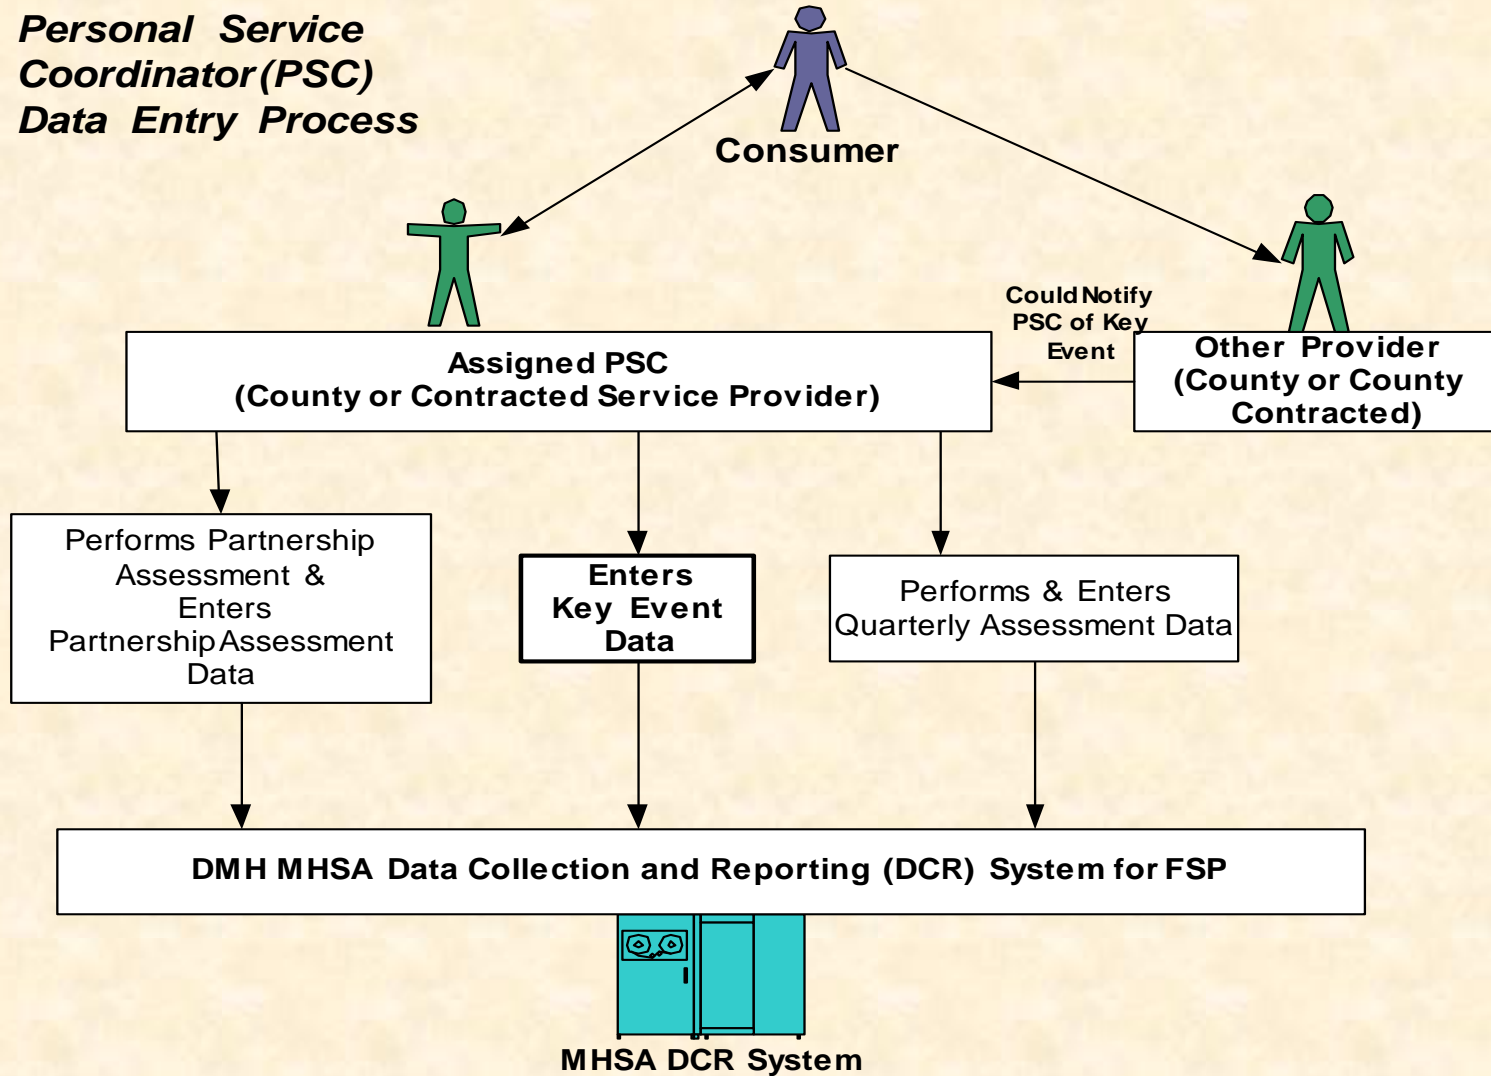 Personal Service
Coordinator (PSC)
Data Entry Process
Consumer
Could Notify
PSC of Key
Event
Assigned PSC
(County or Contracted Service Provider)
Other Provider
(County or County
Contracted)
Performs Partnership
Assessment &
Enters
Partnership Assessment
Data
Enters
Key Event
Data
Performs & Enters
Quarterly Assessment Data
DMH MHSA Data Collection and Reporting (DCR) System for FSP
MHSA DCR System